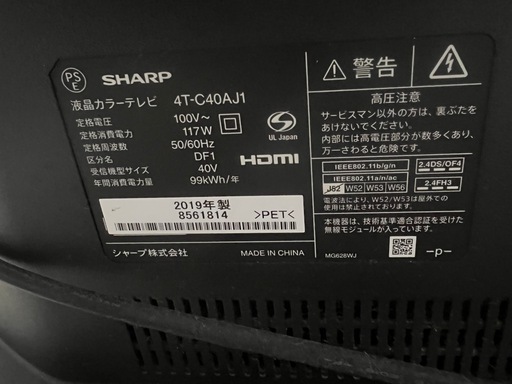 PS
E
SHARP
液晶カラーテレビ 4T-C40AJ1
定格電圧 100V~
定格消費電力 117W
定格周波数 50/60Hz
区分名 DF1
受信機型サイズ 40V
年間消費電力量 99kWh/年
UL Japan
HDMI
2019年製
8561814 >PET<
シャープ株式会社 MADE IN CHINA
警告
高圧注意
サービスマン以外の方は、裏ぶたを
あけないでください。
内部には高電圧部分が数多くあり、
万一さわると危険です。
IEEE802.11b/g/n
2.4DS/OF4
IEEE802.11a/n/ac
J52 W52 W53 W56
2.4FH3
電波法により、W52/W53は屋外での
使用が禁止されています。
本機器は、技術基準適合認証を受けた
無線モジュールが入っています。
MG628WJ
-p-